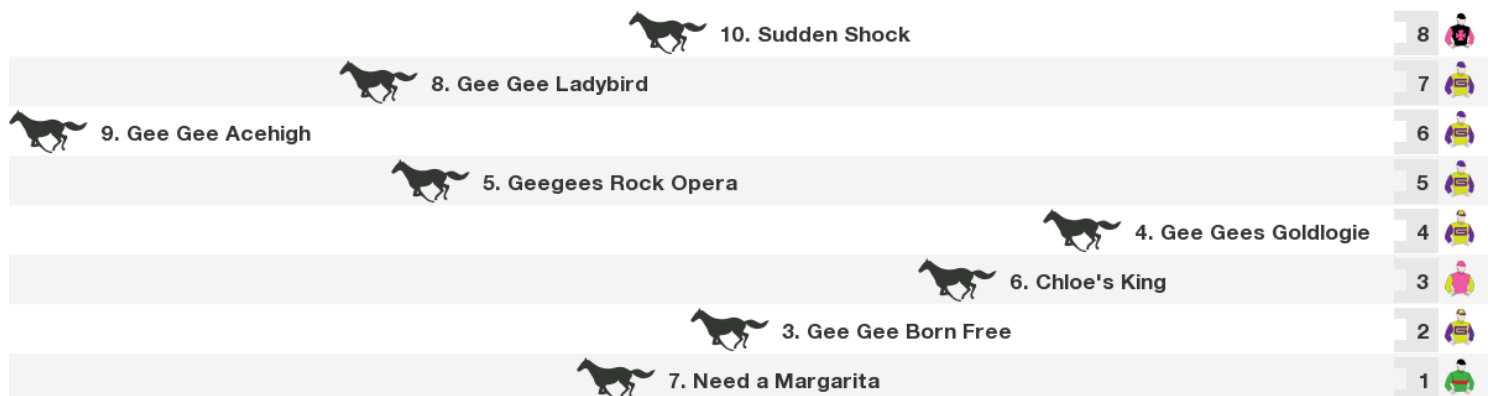 10. Sudden Shock 8
8. Gee Gee Ladybird 7
9. Gee Gee Acehigh 6
5. Geegees Rock Opera 5
4. Gee Gees Goldlogie 4
6. Chloe's King 3
3. Gee Gee Born Free 2
7. Need a Margarita 1